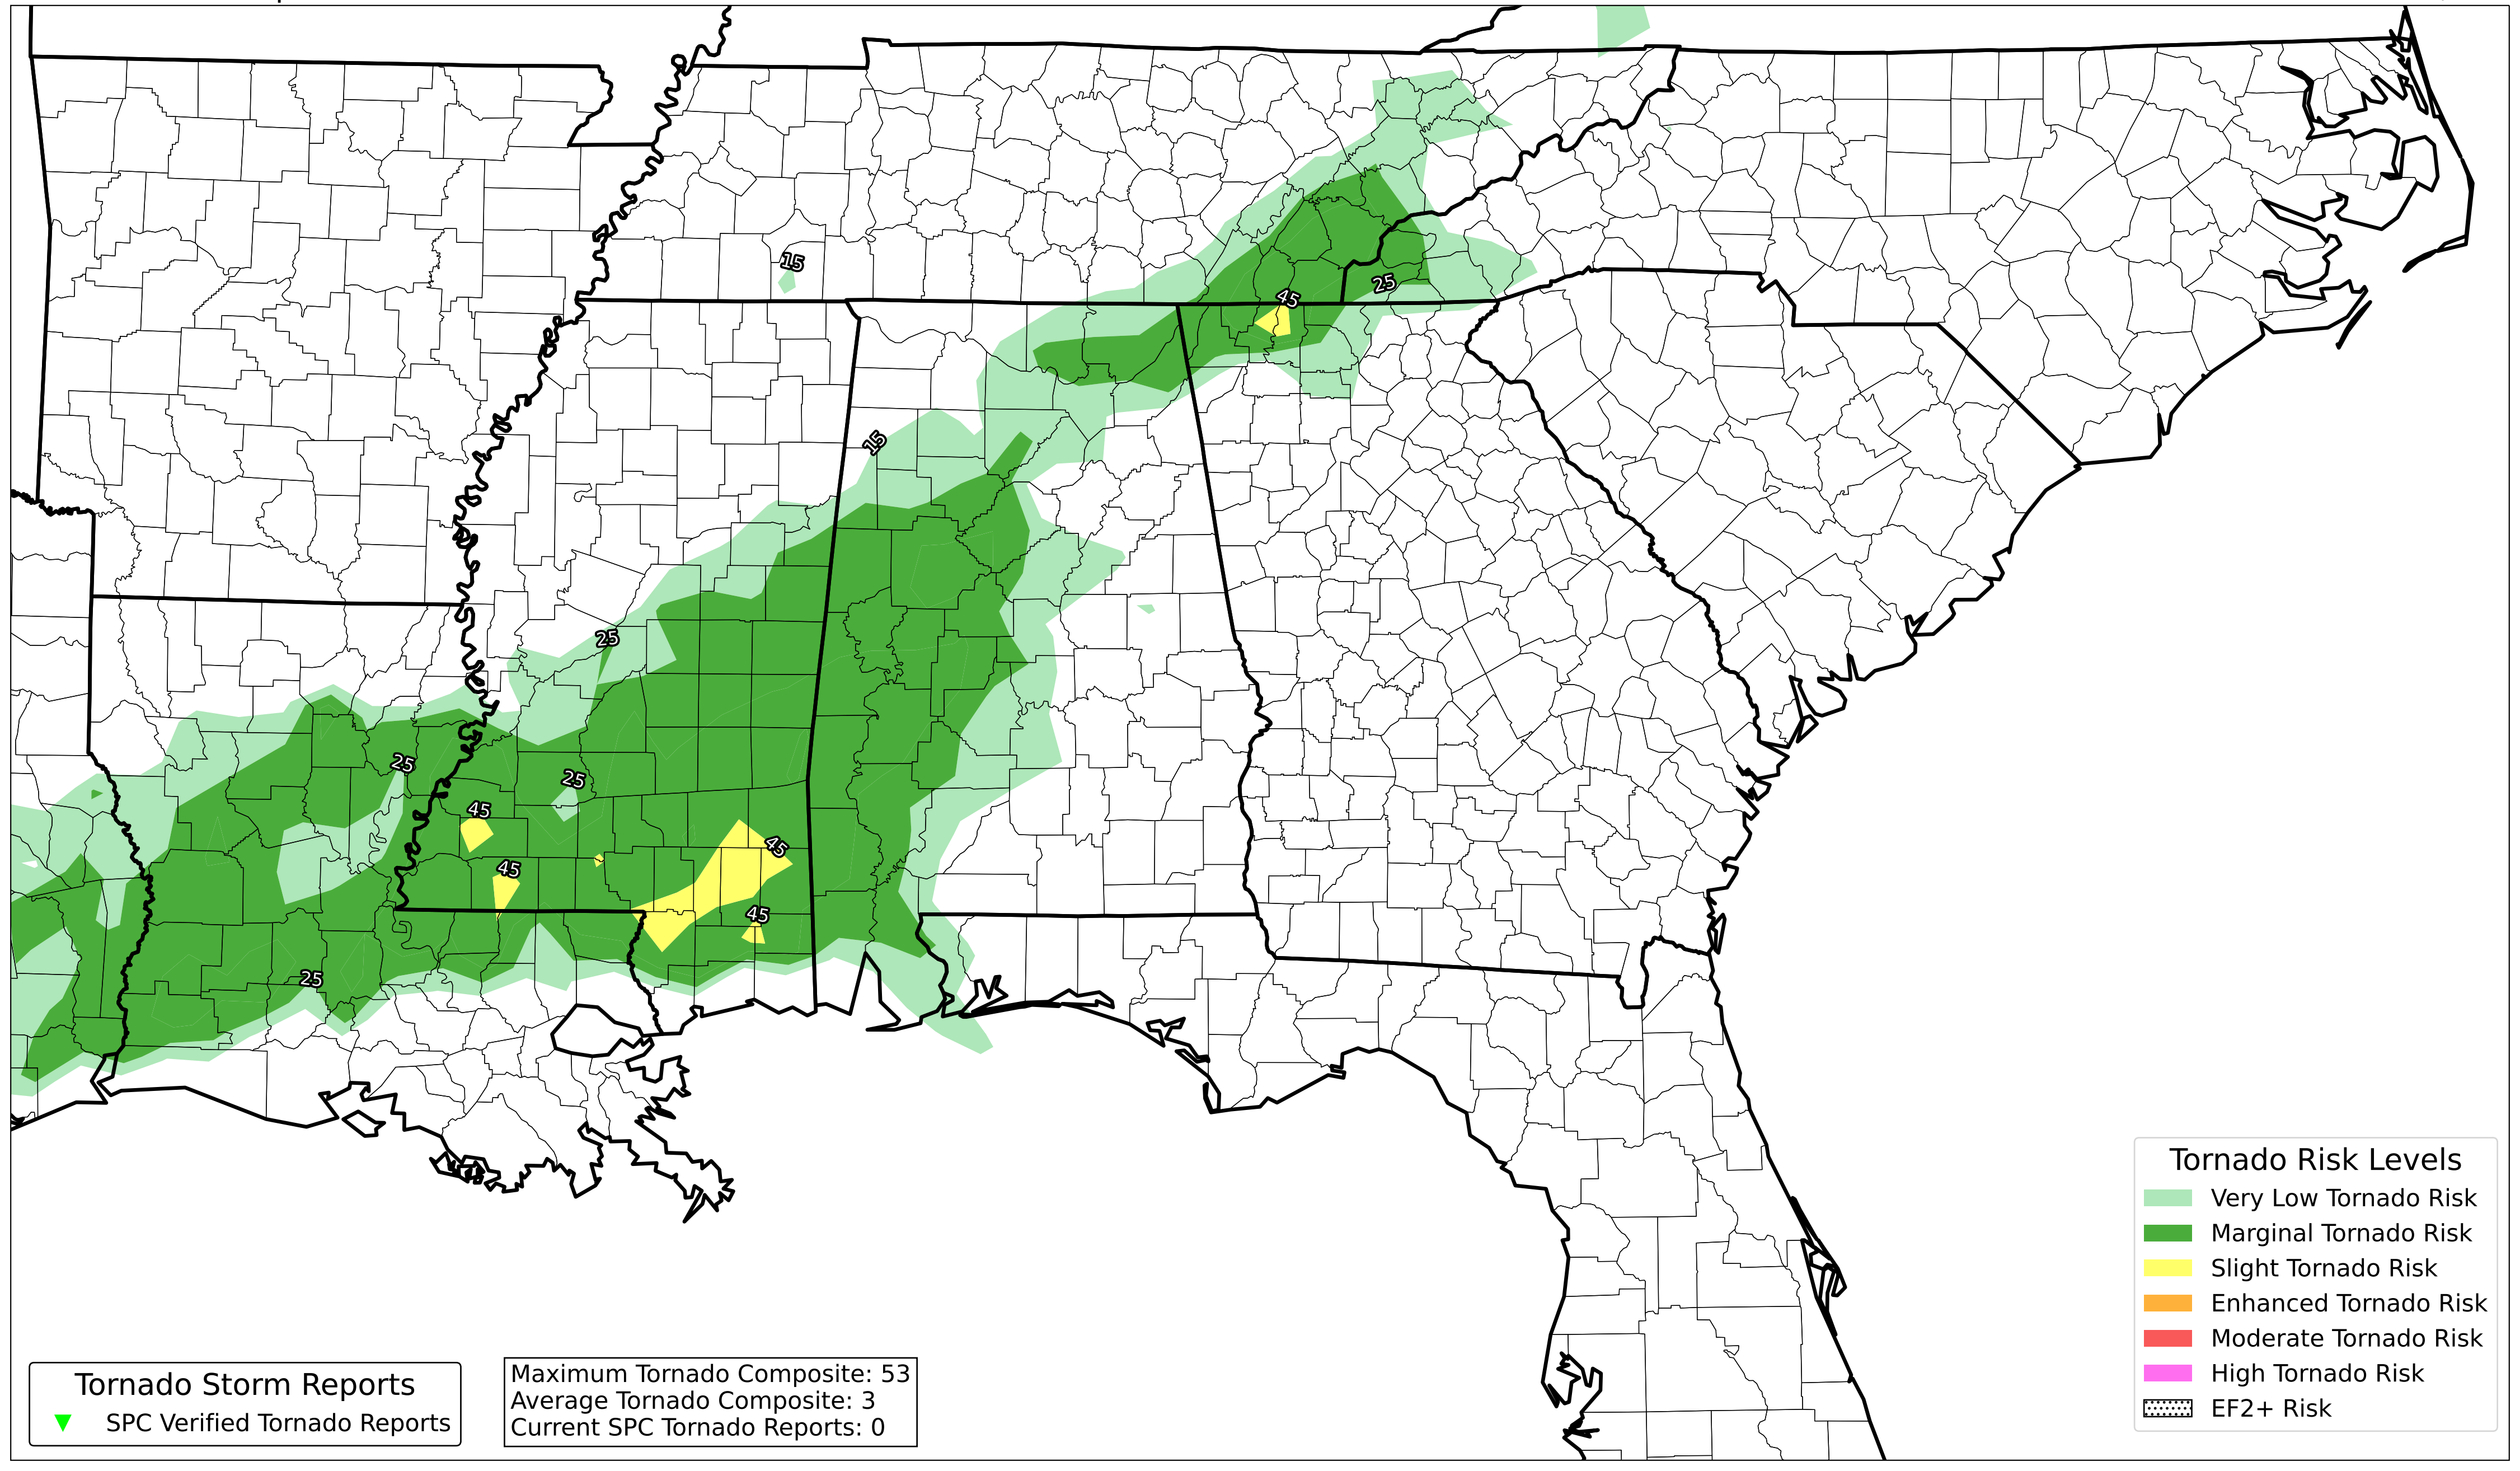 15
45
25
15
25
25
25
45
45
45
45
25
Tornado Risk Levels
Very Low Tornado Risk
Marginal Tornado Risk
Slight Tornado Risk
Enhanced Tornado Risk
Moderate Tornado Risk
High Tornado Risk
EF2+ Risk
Tornado Storm Reports
SPC Verified Tornado Reports
Maximum Tornado Composite: 53
Average Tornado Composite: 3
Current SPC Tornado Reports: 0